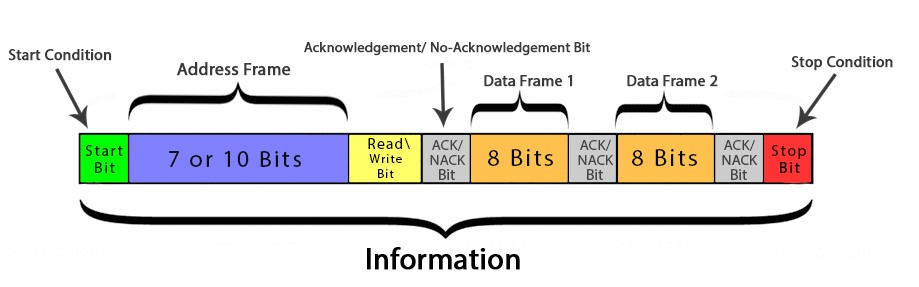 Start Condition
Address Frame
Acknowledgement/ No-Acknowledgement Bit
Data Frame 1
Data Frame 2
Stop Condition
Start
Bit
7 or 10 Bits
Read\
Write
Bit
ACK/
NACK
Bit
8 Bits
ACK/
NACK
Bit
8 Bits
ACK/
NACK
Bit
Stop
Bit
Information